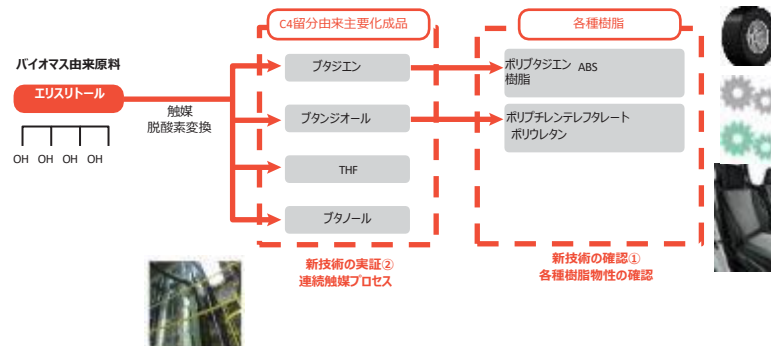 C4留分由来主要化成品
各種樹脂
バイオマス由来原料
エリスリトール
触媒
脱酸素変換
OH OH OH OH
ブタジエン
ブタンジオール
THF
ブタノール
ポリブタジエン ABS
樹脂
ポリブチレンテレフタレート
ポリウレタン
新技術の実証②
連続触媒プロセス
新技術の確認①
各種樹脂物性の確認